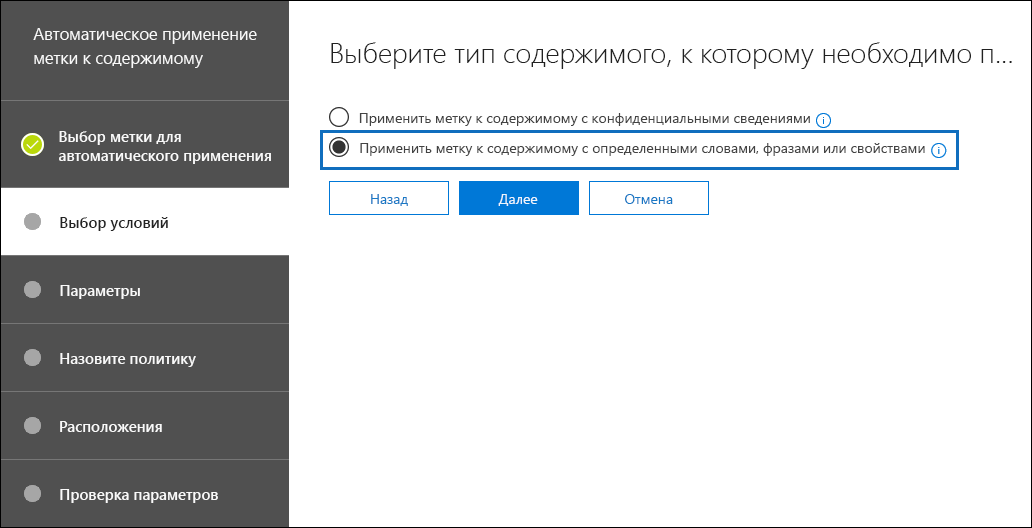 Автоматическое применение
метки к содержимому
Выбор метки для
автоматического применения
Выбор условий
Параметры
Назовите политику
Расположения
Проверка параметров
Выберите тип содержимого, к которому необходимо п...
Применить метку к содержимому с конфиденциальными сведениями
Применить метку к содержимому с определенными словами, фразами или свойствами
Назад
Далее
Отмена